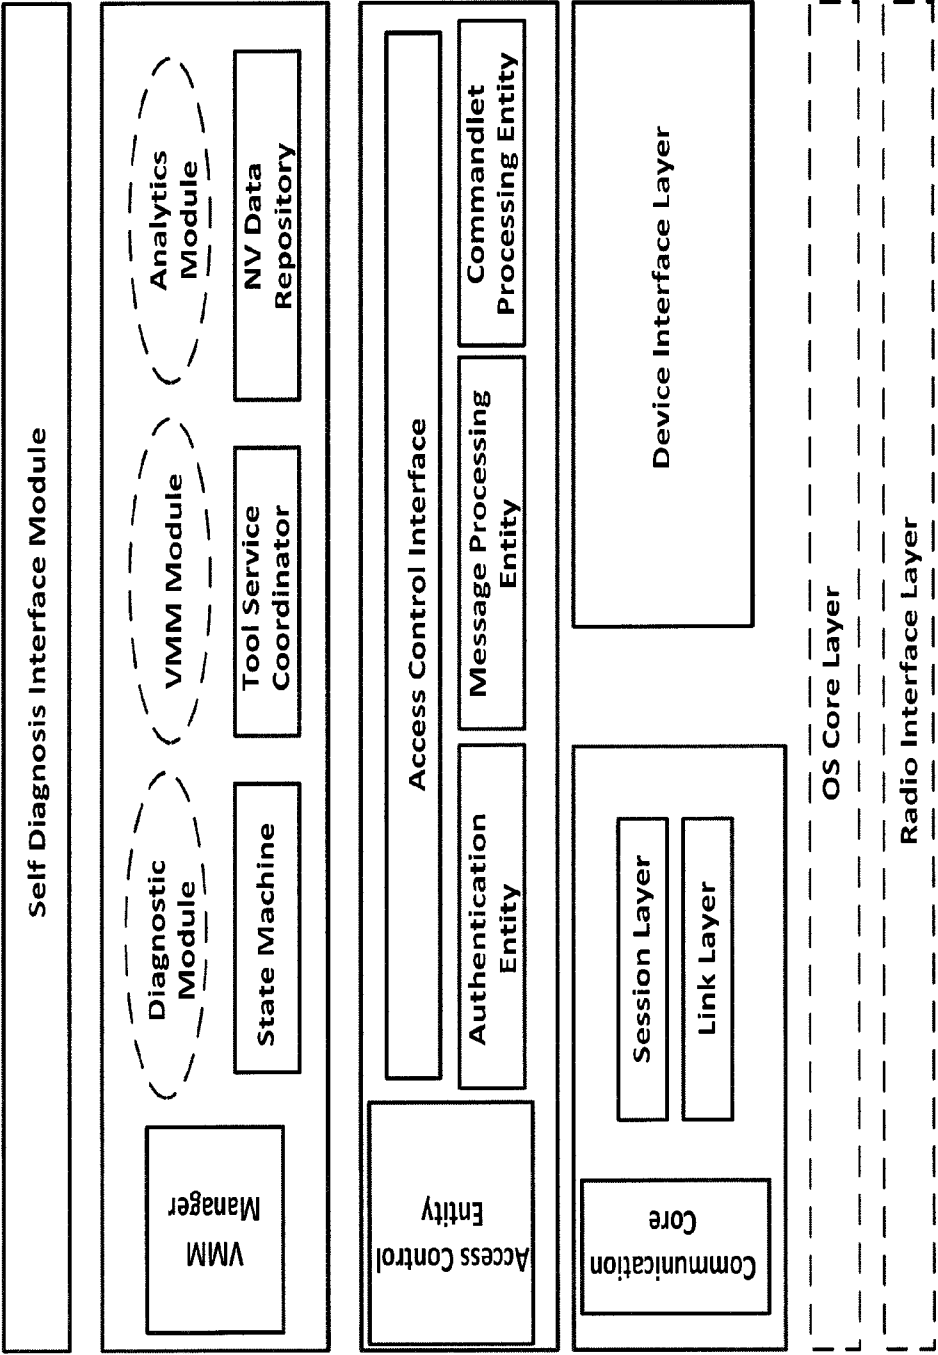 Self Diagnosis Interface Module
VMM
Manager
Diagnostic
Module
VMM Module
Analytics
Module
State Machine
Tool Service
Coordinator
NV Data
Repository
Access Control
Entity
Access Control Interface
Authentication
Entity
Message Processing
Entity
Commandlet
Processing Entity
Communication
Core
Session Layer
Link Layer
Device Interface Layer
OS Core Layer
Radio Interface Layer